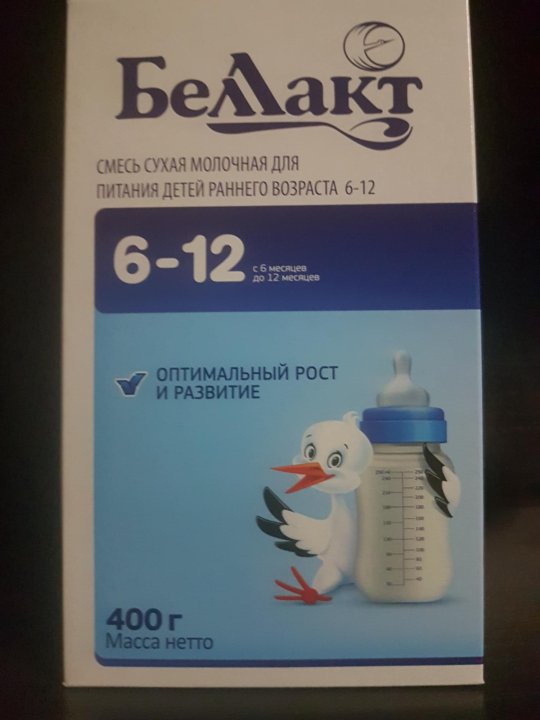 Беллакт
СМЕСЬ СУХАЯ МОЛОЧНАЯ ДЛЯ
ПИТАНИЯ ДЕТЕЙ РАННЕГО ВОЗРАСТА 6-12
6-12
с 6 месяцев
до 12 месяцев
ОПТИМАЛЬНЫЙ РОСТ
И РАЗВИТИЕ
400 г
Масса нетто